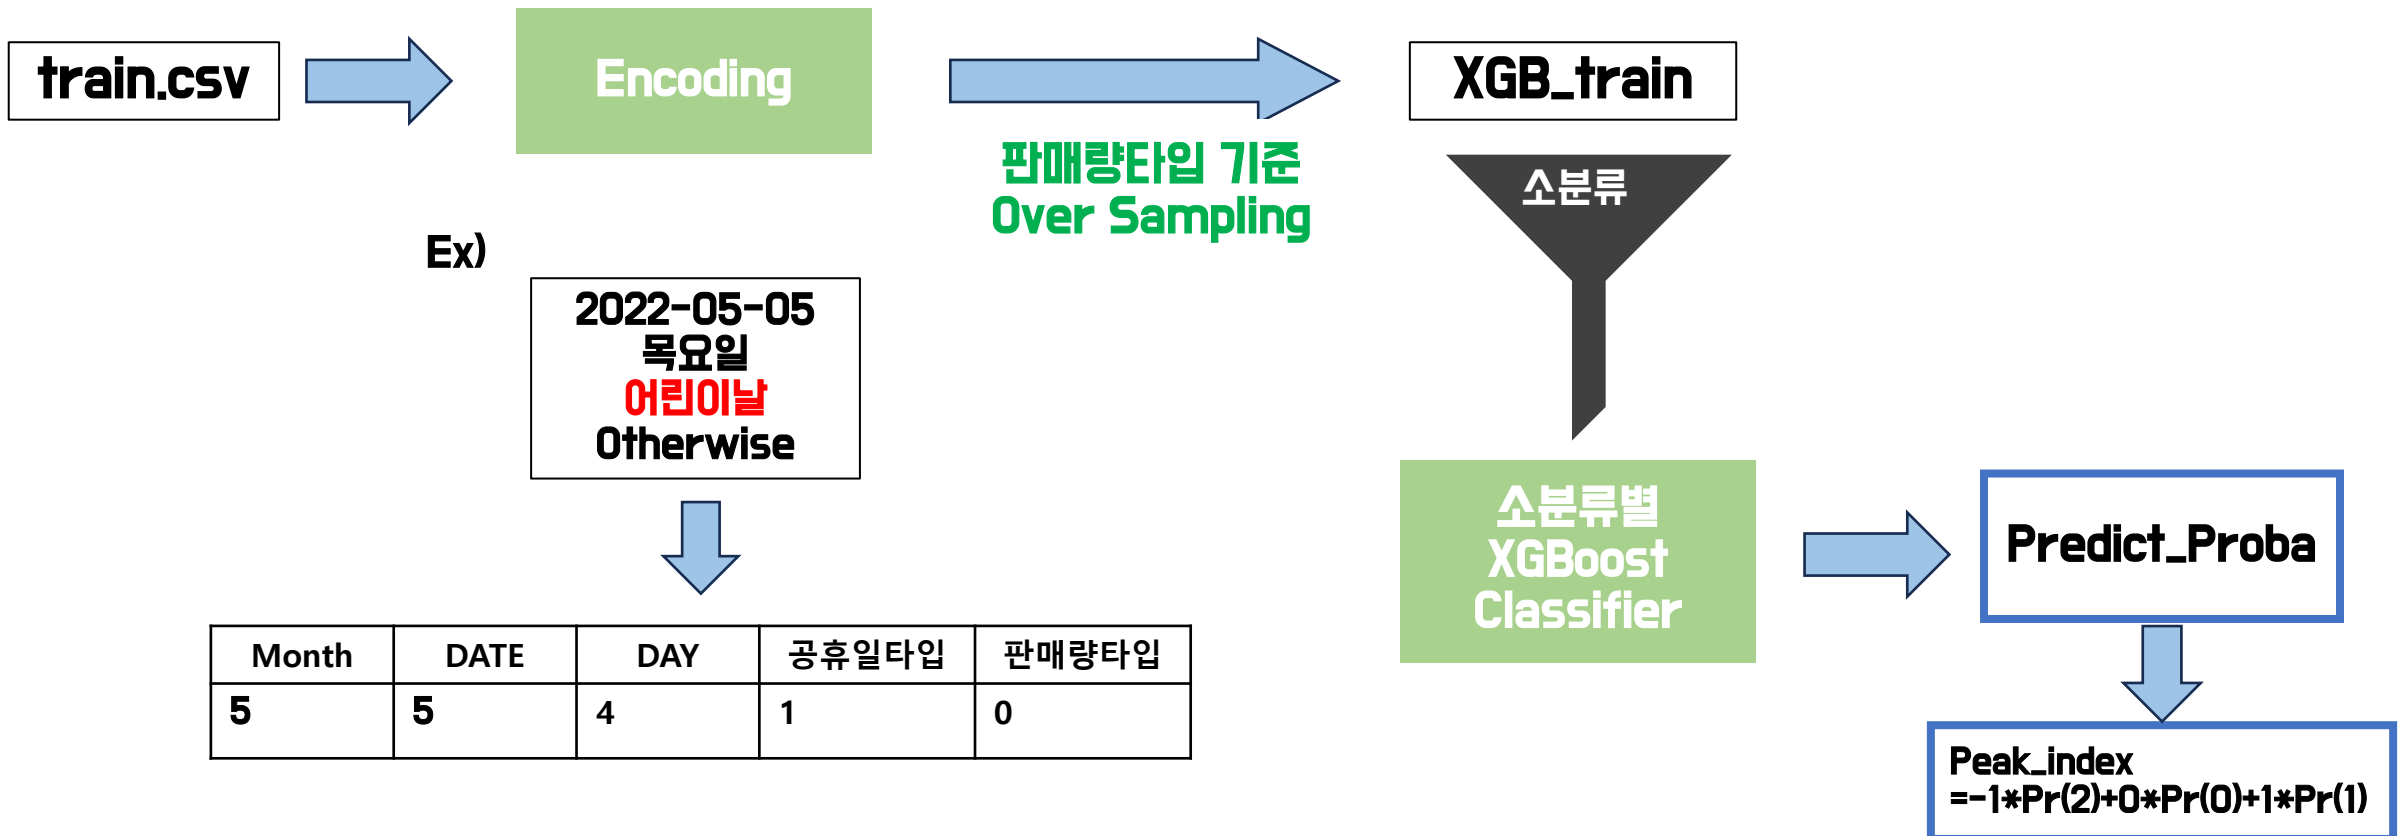 train.csv
Encoding
XGB_train
판매량타입 기준
Over Sampling
소분류
Ex)
2022-05-05
목요일
어린이날
Otherwise
소분류별
XGBoost
Classifier
Predict_Proba
Month DATE DAY 공휴일타입 판매량타입
5 5 4 1 0
Peak_index
=-1*Pr(2)+0*Pr(0)+1*Pr(1)